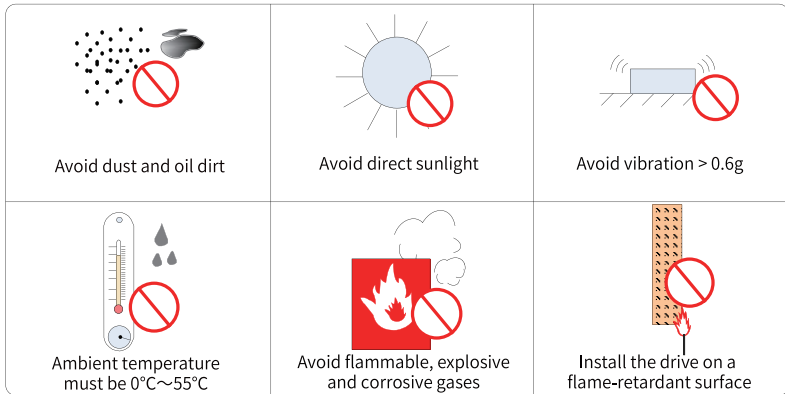 Avoid dust and oil dirt
Avoid direct sunlight
Avoid vibration > 0.6g
Ambient temperature
must be 0℃～55℃
Avoid flammable, explosive
and corrosive gases
Install the drive on a
flame-retardant surface